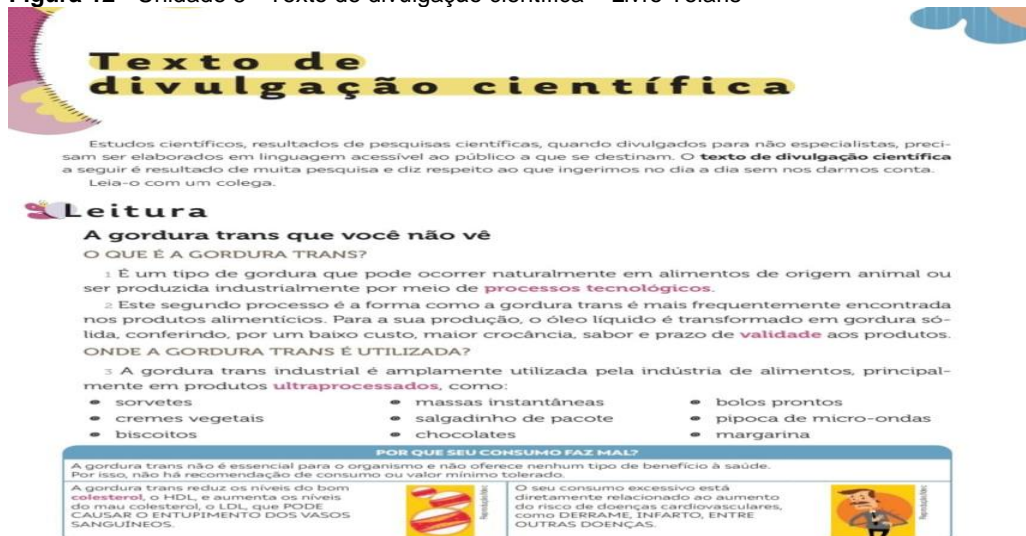 Texto de
divulgação científica
Estudos científicos, resultados de pesquisas científicas, quando divulgados para não especialistas, preci-
sam ser elaborados em linguagem acessível ao público a que se destinam. O texto de divulgação científica
a seguir é resultado de muita pesquisa e diz respeito ao que ingerimos no dia a dia sem nos darmos conta.
Leia-o com um colega.
Leitura
A gordura trans que você não vê
O QUE É A GORDURA TRANS?
1 É um tipo de gordura que pode ocorrer naturalmente em alimentos de origem animal ou
ser produzida industrialmente por meio de processos tecnológicos.
2 Este segundo processo é a forma como a gordura trans é mais frequentemente encontrada
nos produtos alimentícios. Para a sua produção, o óleo líquido é transformado em gordura só-
lida, conferindo, por um baixo custo, maior crocância, sabor e prazo de validade aos produtos.
ONDE A GORDURA TRANS É UTILIZADA?
3 A gordura trans industrial é amplamente utilizada pela indústria de alimentos, principal-
mente em produtos ultraprocessados, como:
• sorvetes
• cremes vegetais
• biscoitos
• massas instantâneas
• salgadinho de pacote
• chocolates
• bolos prontos
• pipoca de micro-ondas
• margarina
POR QUE SEU CONSUMO FAZ MAL?
A gordura trans não é essencial para o organismo e não oferece nenhum tipo de benefício à saúde.
Por isso, não há recomendação de consumo ou valor mínimo tolerado.
A gordura trans reduz os níveis do bom
colesterol, o HDL, e aumenta os níveis
do mau colesterol, o LDL, que PODE
CAUSAR O ENTUPIMENTO DOS VASOS
SANGUÍNEOS.
O seu consumo excessivo está
diretamente relacionado ao aumento
do risco de doenças cardiovasculares,
como DERRAME, INFARTO, ENTRE
OUTRAS DOENÇAS.